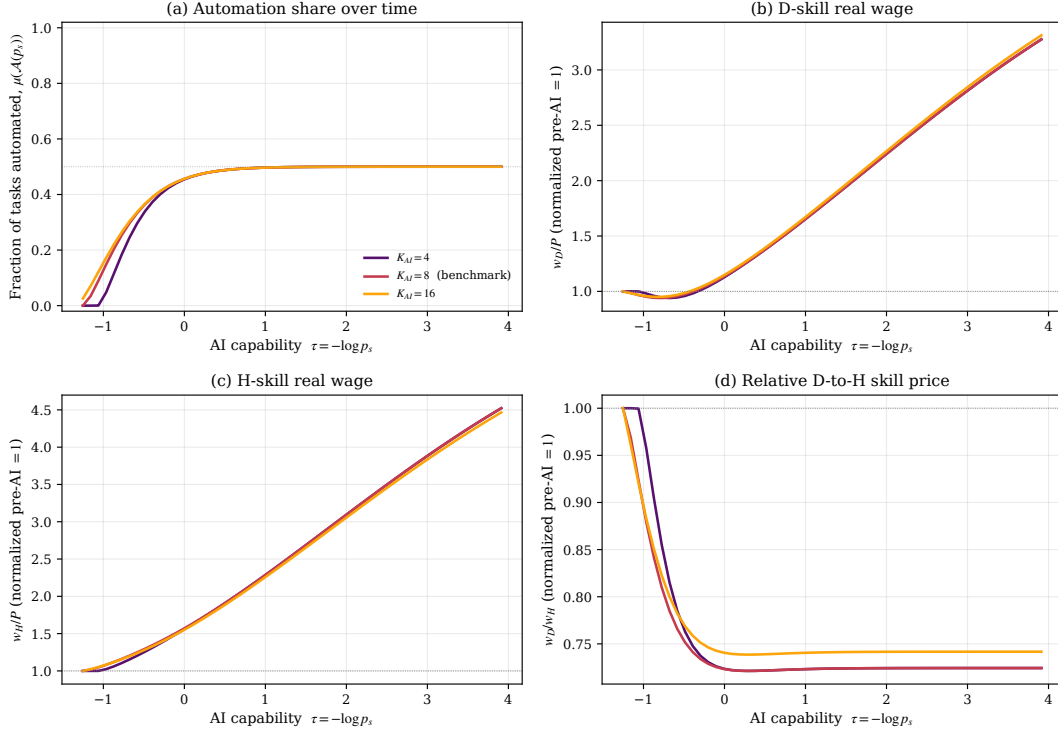 (a) Automation share over time
Fraction of tasks automated, μ(𝒜(pₛ))
1.0
0.8
0.6
0.4
0.2
0.0
K_AI = 4
K_AI = 8 (benchmark)
K_AI = 16
−1 0 1 2 3 4
AI capability τ = −log pₛ
(b) D-skill real wage
w_D/P (normalized pre-AI = 1)
3.0
2.5
2.0
1.5
1.0
−1 0 1 2 3 4
AI capability τ = −log pₛ
(c) H-skill real wage
w_H/P (normalized pre-AI = 1)
4.5
4.0
3.5
3.0
2.5
2.0
1.5
1.0
−1 0 1 2 3 4
AI capability τ = −log pₛ
(d) Relative D-to-H skill price
w_D/w_H (normalized pre-AI = 1)
1.00
0.95
0.90
0.85
0.80
0.75
−1 0 1 2 3 4
AI capability τ = −log pₛ